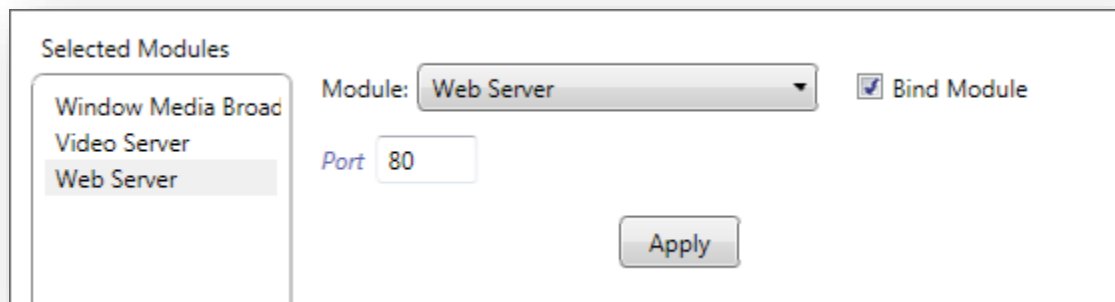 Selected Modules
Window Media Broad
Video Server
Web Server
Module: Web Server
Bind Module
Port 80
Apply